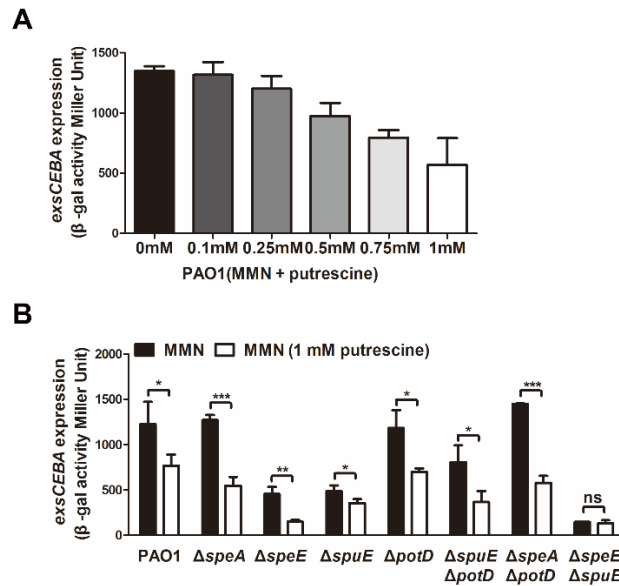 A
exsCEBA expression
(β -gal activity Miller Unit)
1500
1000
500
0
0mM 0.1mM 0.25mM 0.5mM 0.75mM 1mM
PAO1(MMN + putrescine)
B
MMN MMN (1 mM putrescine)
exsCEBA expression
(β -gal activity Miller Unit)
2000
1500
1000
500
0
* *** ** * * * *** ns
PAO1 ΔspeA ΔspeE ΔspuE ΔpotD ΔspuE ΔspeA ΔspeE
ΔpotD ΔpotD ΔspuE